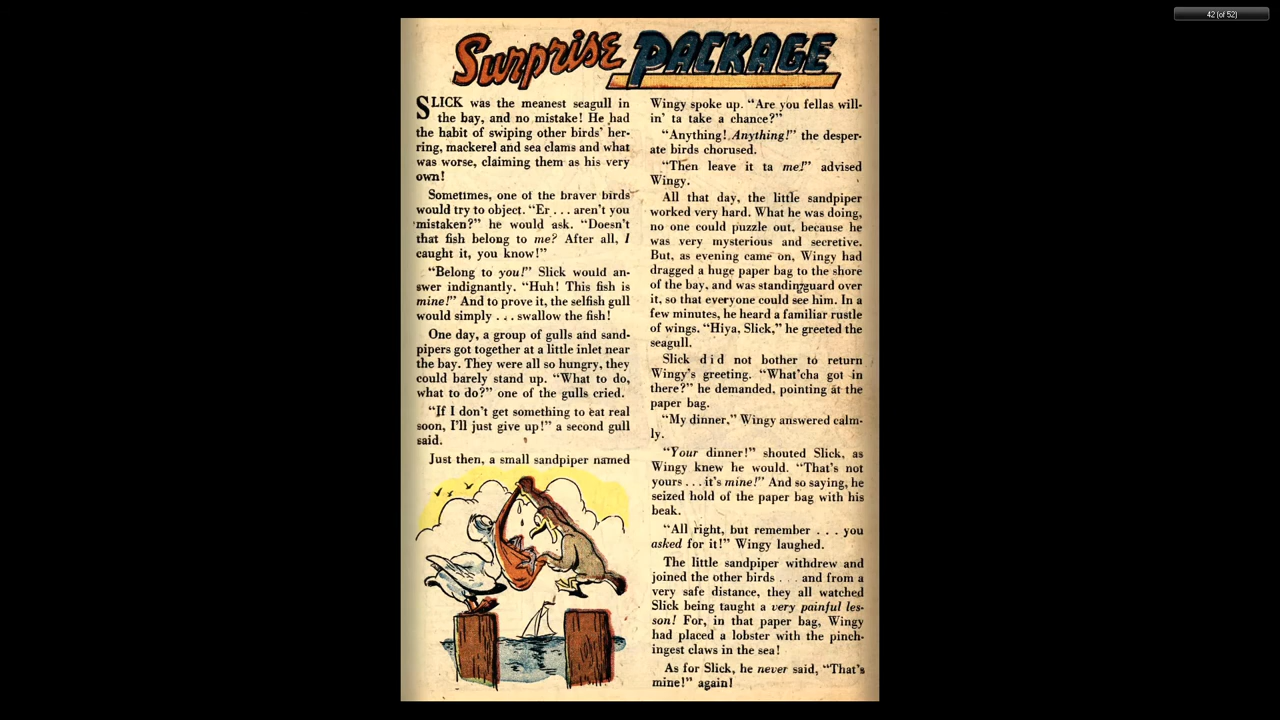 42 (of 52)
Surprise PACKAGE
SLICK was the meanest seagull in
the bay, and no mistake! He had
the habit of swiping other birds' her-
ring, mackerel and sea clams and what
was worse, claiming them as his very
own!
Sometimes, one of the braver birds
would try to object. "Er . . . aren't you
mistaken?" he would ask. "Doesn't
that fish belong to me? After all, I
caught it, you know!"
"Belong to you!" Slick would an-
swer indignantly. "Huh! This fish is
mine!" And to prove it, the selfish gull
would simply . . . swallow the fish!
One day, a group of gulls and sand-
pipers got together at a little inlet near
the bay. They were all so hungry, they
could barely stand up. "What to do,
what to do?" one of the gulls cried.
"If I don't get something to eat real
soon, I'll just give up!" a second gull
said.
Just then, a small sandpiper named
Wingy spoke up. "Are you fellas will-
in' ta take a chance?"
"Anything! Anything!" the desper-
ate birds chorused.
"Then leave it ta me!" advised
Wingy.
All that day, the little sandpiper
worked very hard. What he was doing,
no one could puzzle out, because he
was very mysterious and secretive.
But, as evening came on, Wingy had
dragged a huge paper bag to the shore
of the bay, and was standing guard over
it, so that everyone could see him. In a
few minutes, he heard a familiar rustle
of wings. "Hiya, Slick," he greeted the
seagull.
Slick did not bother to return
Wingy's greeting. "What'cha got in
there?" he demanded, pointing at the
paper bag.
"My dinner," Wingy answered calm-
ly.
"Your dinner!" shouted Slick, as
Wingy knew he would. "That's not
yours . . . it's mine!" And so saying, he
seized hold of the paper bag with his
beak.
"All right, but remember . . . you
asked for it!" Wingy laughed.
The little sandpiper withdrew and
joined the other birds . . . and from a
very safe distance, they all watched
Slick being taught a very painful les-
son! For, in that paper bag, Wingy
had placed a lobster with the pinch-
ingest claws in the sea!
As for Slick, he never said, "That's
mine!" again!